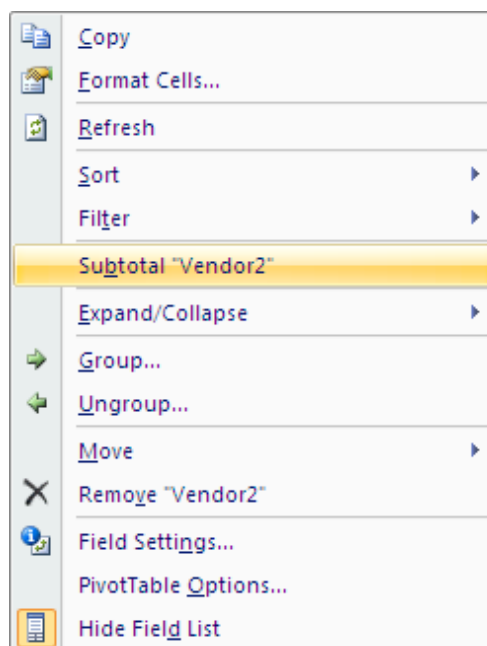 Copy
Format Cells...
Refresh
Sort
Filter
Subtotal "Vendor2"
Expand/Collapse
Group...
Ungroup...
Move
Remove "Vendor2"
Field Settings...
PivotTable Options...
Hide Field List